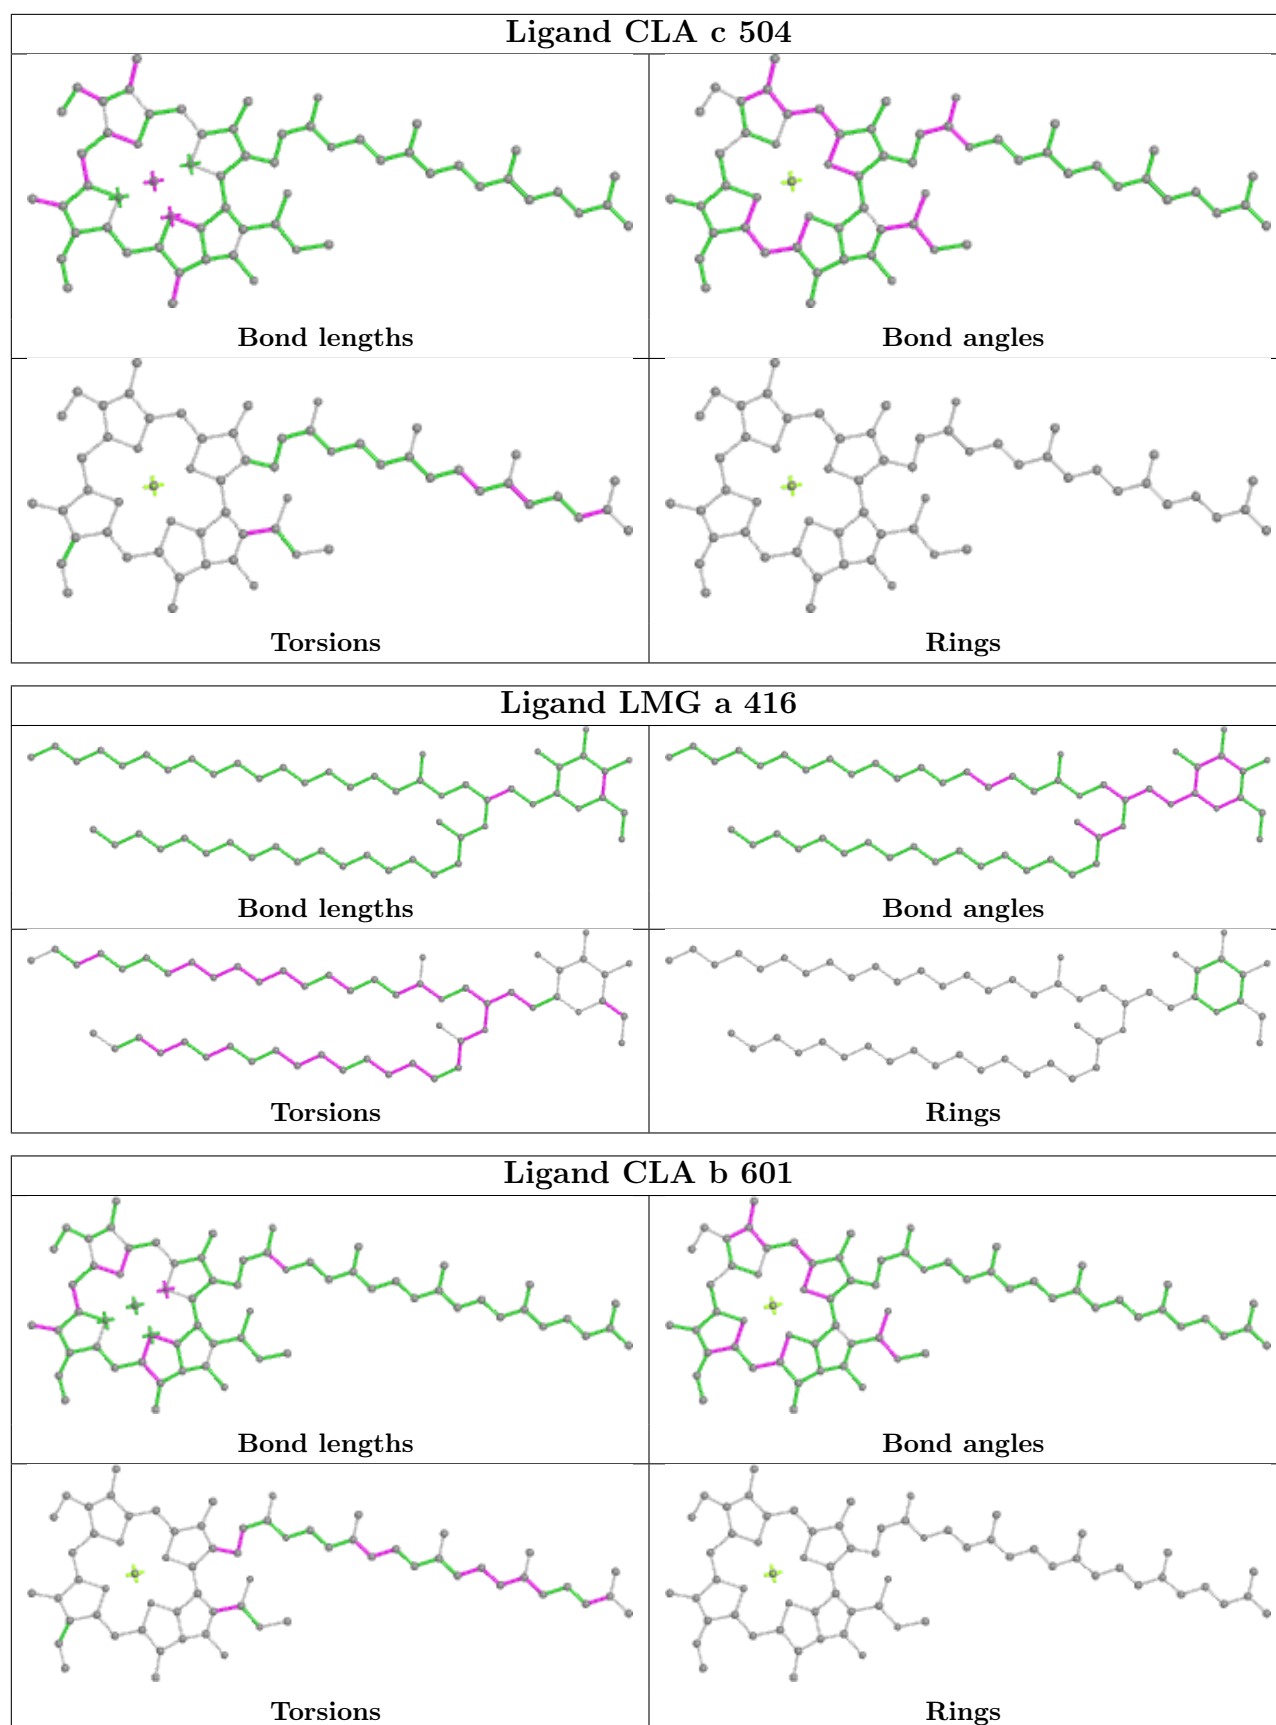 Ligand CLA c 504
Bond lengths
Bond angles
Torsions
Rings
Ligand LMG a 416
Bond lengths
Bond angles
Torsions
Rings
Ligand CLA b 601
Bond lengths
Bond angles
Torsions
Rings